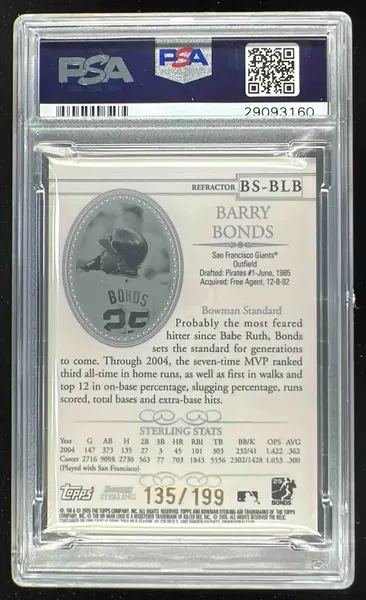 PSA
PSA
29093160
REFRACTOR BS-BLB
BARRY
BONDS
San Francisco Giants®
Outfield
Drafted: Pirates #1-June, 1985
Acquired: Free Agent, 12-8-92
BONDS
25
Bowman Standard
Probably the most feared
hitter since Babe Ruth, Bonds
sets the standard for generations
to come. Through 2004, the seven-time MVP ranked
third all-time in home runs, as well as first in walks and
top 12 in on-base percentage, slugging percentage, runs
scored, total bases and extra-base hits.
STERLING STATS
Year G AB H 2B 3B HR RBI TB BB/K OPS AVG
2004 147 373 135 27 3 45 101 303 232/41 1.422 .362
Career 2716 9098 2730 563 77 703 1843 5556 2302/1428 1.053 .300
(Played with San Francisco)
Topps Bowman STERLING 135/199 25 BONDS